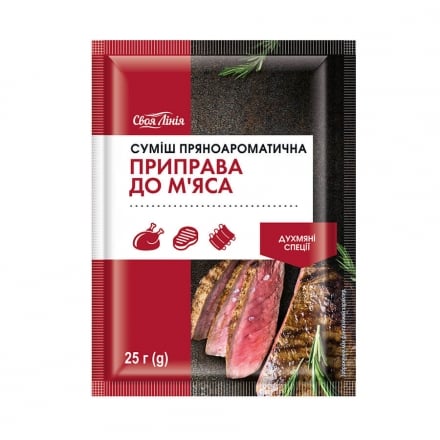 Своя Лінія
СУМІШ ПРЯНОАРОМАТИЧНА
ПРИПРАВА
ДО М'ЯСА
ДУХМЯНІ
СПЕЦІЇ
25 г (g)